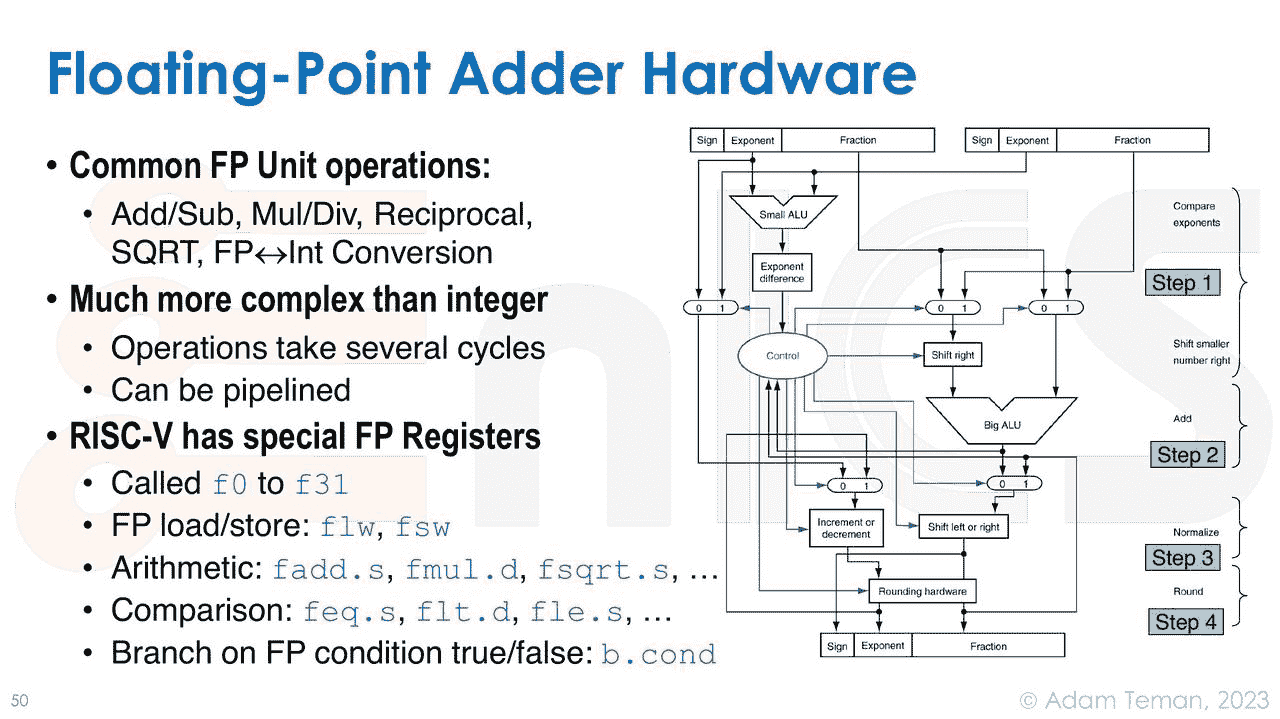 Floating-Point Adder Hardware
• Common FP Unit operations:
• Add/Sub, Mul/Div, Reciprocal,
SQRT, FP↔Int Conversion
• Much more complex than integer
• Operations take several cycles
• Can be pipelined
• RISC-V has special FP Registers
• Called f0 to f31
• FP load/store: flw, fsw
• Arithmetic: fadd.s, fmul.d, fsqrt.s, …
• Comparison: feq.s, flt.d, fle.s, …
• Branch on FP condition true/false: b.cond
Sign Exponent Fraction
Sign Exponent Fraction
Small ALU
Compare
exponents
Exponent
difference
Step 1
0 1
0 1
0 1
Control
Shift right
Shift smaller
number right
Big ALU
Add
Step 2
0 1
0 1
Increment or
decrement
Shift left or right
Normalize
Step 3
Rounding hardware
Round
Step 4
Sign Exponent Fraction
50
© Adam Teman, 2023
EnICS